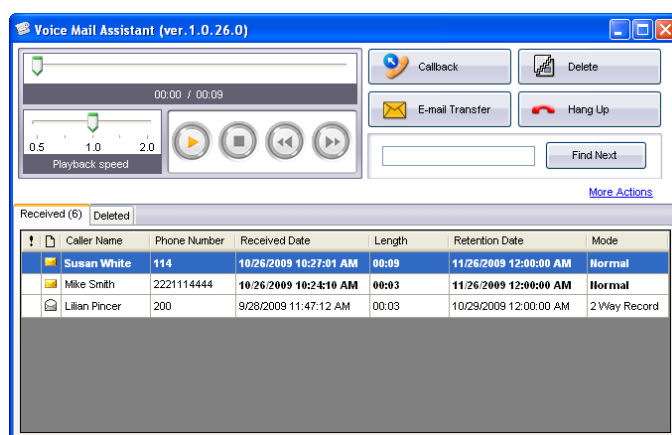 Voice Mail Assistant (ver.1.0.26.0)
00:00 / 00:09
0.5 1.0 2.0
Playback speed
Callback
Delete
E-mail Transfer
Hang Up
Find Next
More Actions
Received (6) Deleted
! Caller Name Phone Number Received Date Length Retention Date Mode
Susan White 114 10/26/2009 10:27:01 AM 00:09 11/26/2009 12:00:00 AM Normal
Mike Smith 2221114444 10/26/2009 10:24:10 AM 00:03 11/26/2009 12:00:00 AM Normal
Lilian Pincer 200 9/28/2009 11:47:12 AM 00:03 10/29/2009 12:00:00 AM 2 Way Record